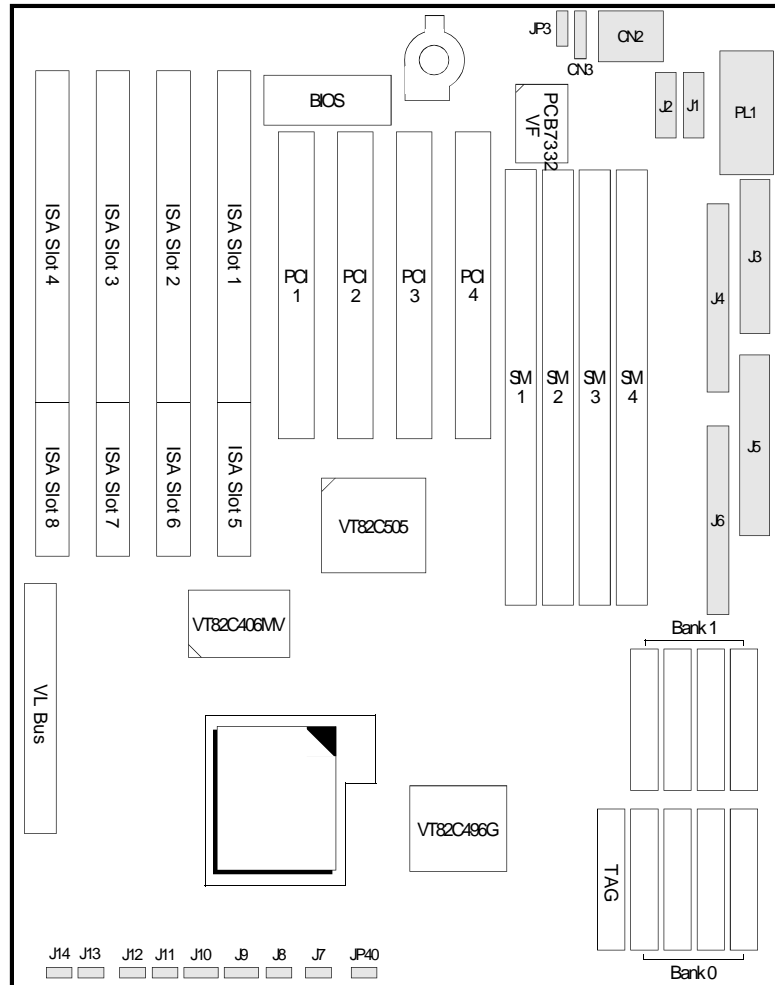 JP3
CN2
CN3
BIOS
PCB7332
VF
J2
J1
PL1
ISA Slot 4
ISA Slot 3
ISA Slot 2
ISA Slot 1
PCI
1
PCI
2
PCI
3
PCI
4
SM
1
SM
2
SM
3
SM
4
J4
J3
ISA Slot 8
ISA Slot 7
ISA Slot 6
ISA Slot 5
J5
J6
VT82C505
VT82C406MV
Bank 1
VL Bus
VT82C496G
TAG
J14
J13
J12
J11
J10
J9
J8
J7
JP40
Bank 0